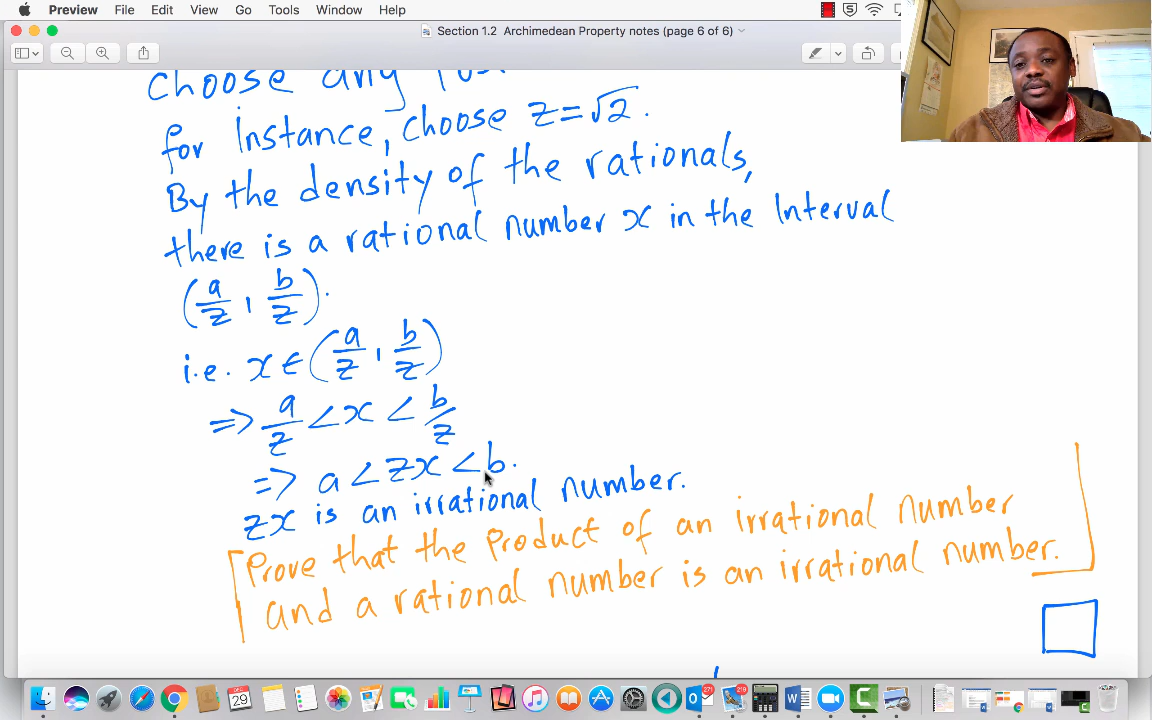 Preview File Edit View Go Tools Window Help
Section 1.2 Archimedean Property notes (page 6 of 6)
Choose any
for instance, choose z=√2.
By the density of the rationals,
there is a rational number x in the Interval
(a/z, b/z).
i.e. x∈(a/z, b/z)
=> a/z <x < b/z
=> a < zx < b.
zx is an irrational number.
[Prove that the Product of an irrational number
and a rational number is an irrational number.]
29